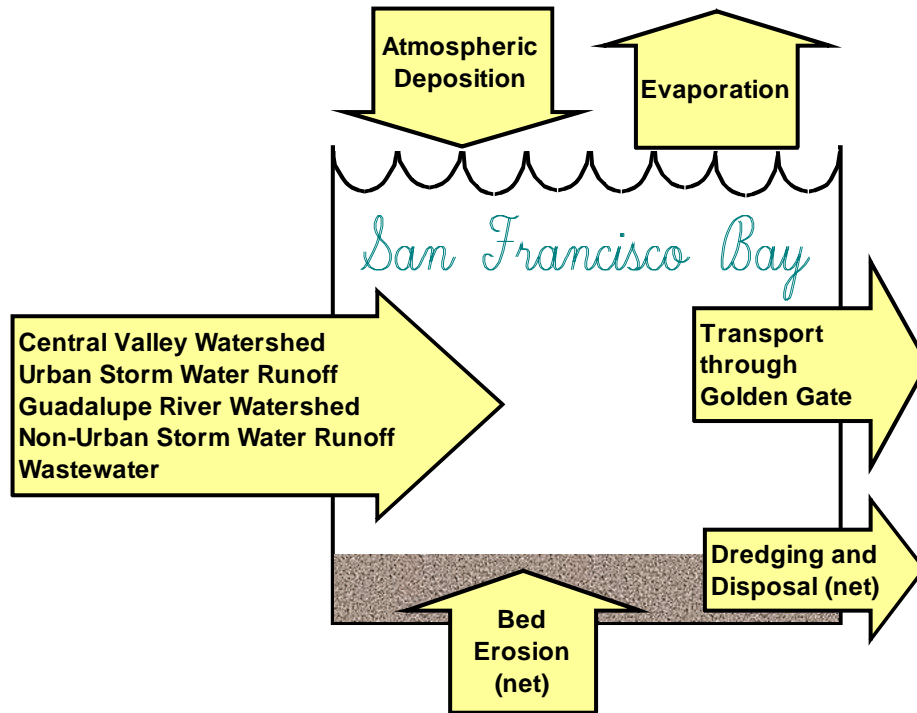 Atmospheric
Deposition
Evaporation
San Francisco Bay
Central Valley Watershed
Urban Storm Water Runoff
Guadalupe River Watershed
Non-Urban Storm Water Runoff
Wastewater
Transport
through
Golden Gate
Dredging and
Disposal (net)
Bed
Erosion
(net)